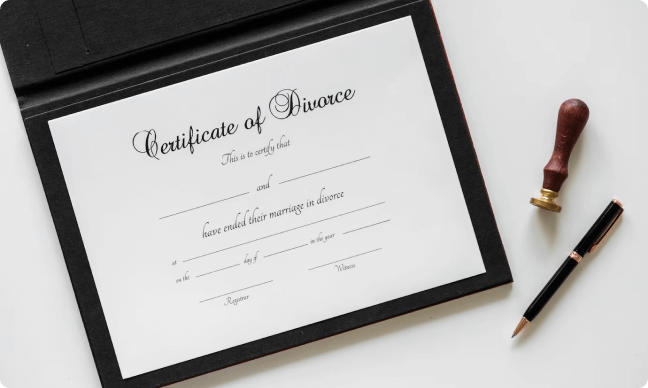 Certificate of Divorce
This is to certify that
and
have ended their marriage in divorce
at
on the day of in the year
Registrar Witness